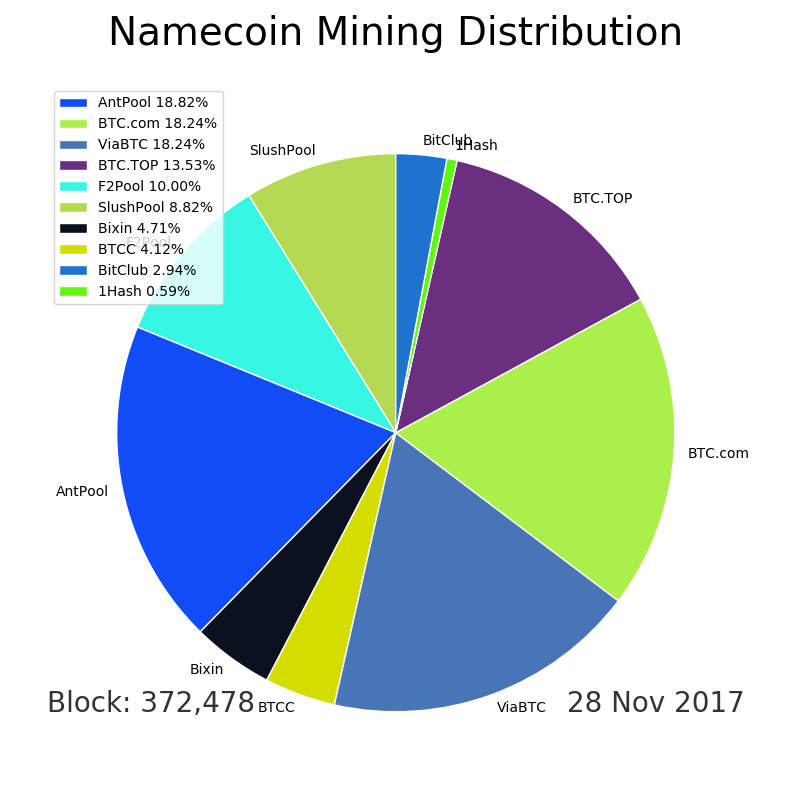 Namecoin Mining Distribution
AntPool 18.82%
BTC.com 18.24%
ViaBTC 18.24%
BTC.TOP 13.53%
F2Pool 10.00%
SlushPool 8.82%
Bixin 4.71%
BTCC 4.12%
BitClub 2.94%
1Hash 0.59%
BitClub
1Hash
SlushPool
BTC.TOP
F2Pool
BTC.com
AntPool
Bixin
BTCC
ViaBTC
Block: 372,478
28 Nov 2017